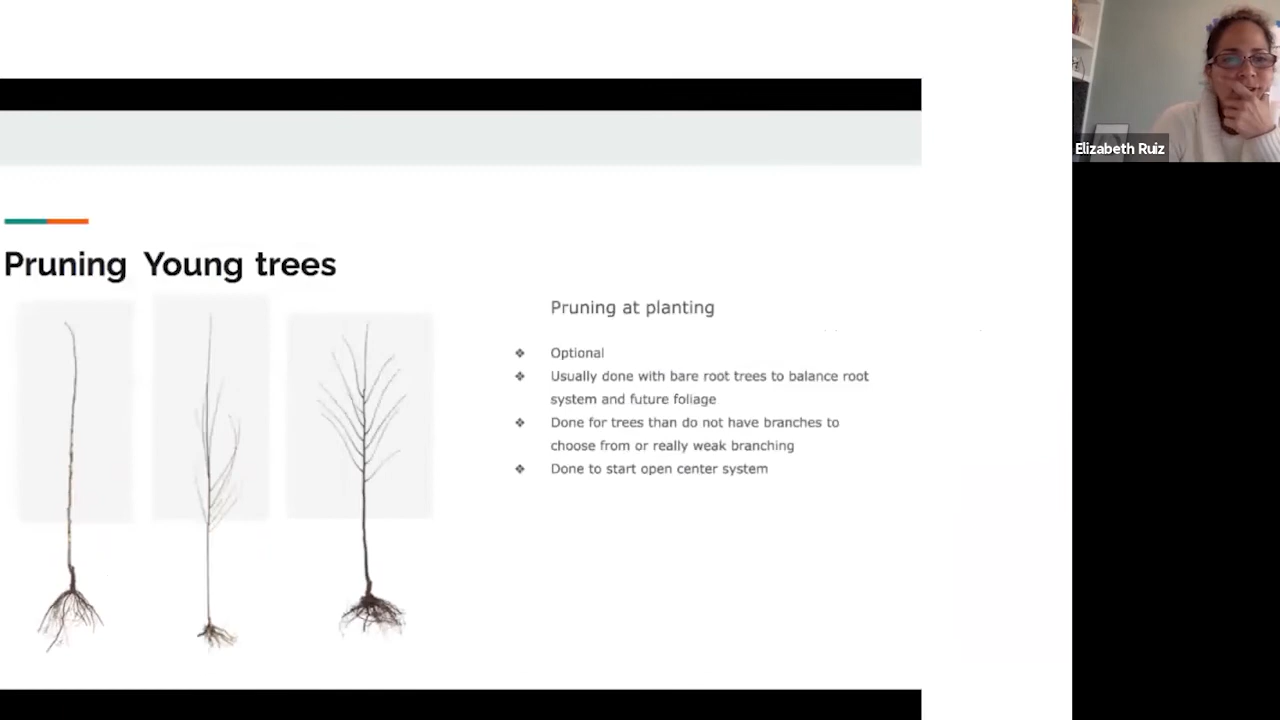 Elizabeth Ruiz
Pruning Young trees
Pruning at planting
❖ Optional
❖ Usually done with bare root trees to balance root
system and future foliage
❖ Done for trees than do not have branches to
choose from or really weak branching
❖ Done to start open center system